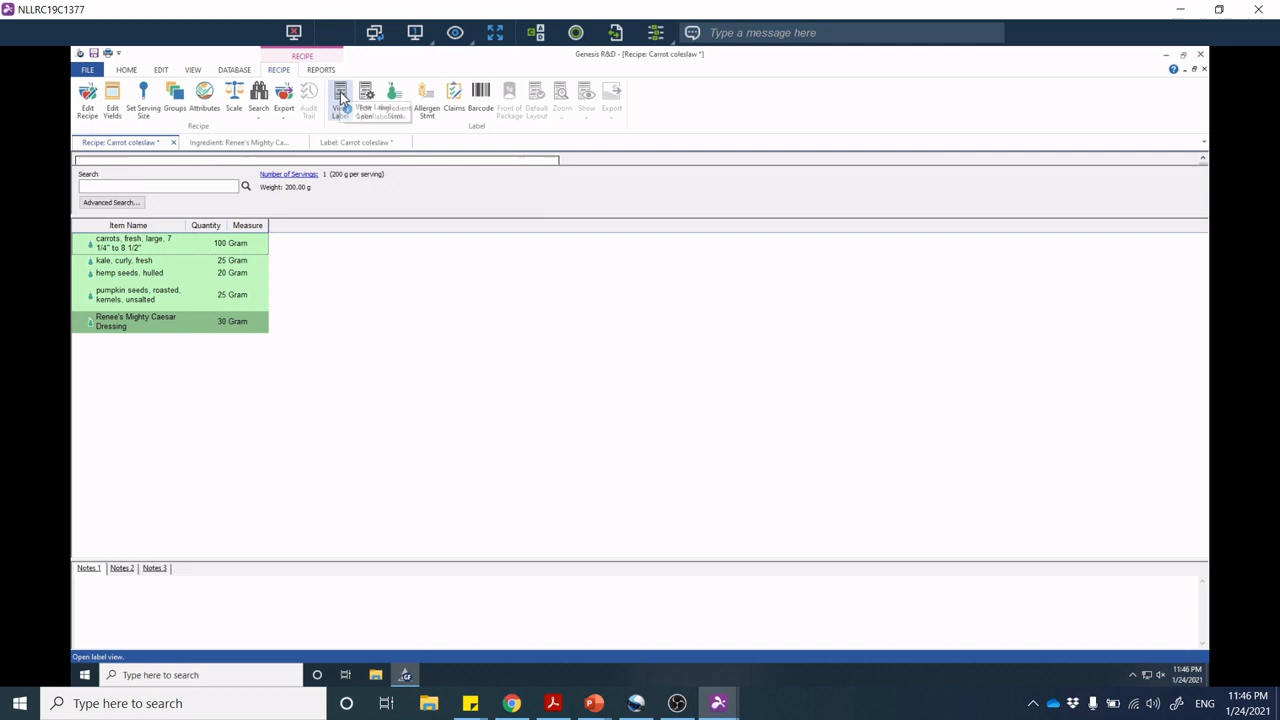 NLLRC19C1377
Type a message here
RECIPE
Genesis R&D - [Recipe: Carrot coleslaw *]
FILE HOME EDIT VIEW DATABASE RECIPE REPORTS
Edit Recipe
Edit Yields
Set Serving Size
Groups
Attributes
Scale
Search
Export
Audit Trail
View Label
Edit Label
Ingredient Stmt
Allergen Stmt
Claims
Barcode
Front of Package
Default Layout
Zoom
Show
Export
Recipe
Label
Recipe: Carrot coleslaw * Ingredient: Renee's Mighty Ca... Label: Carrot coleslaw *
Search
Number of Servings: 1 (200 g per serving)
Weight: 200.00 g
Advanced Search...
Item Name Quantity Measure
carrots, fresh, large, 7
1/4" to 8 1/2" 100 Gram
kale, curly, fresh 25 Gram
hemp seeds, hulled 20 Gram
pumpkin seeds, roasted,
kernels, unsalted 25 Gram
Renee's Mighty Caesar
Dressing 30 Gram
Notes 1 Notes 2 Notes 3
Open label view.
Type here to search
11:46 PM
1/24/2021
Type here to search
ENG
11:46 PM
1/24/2021